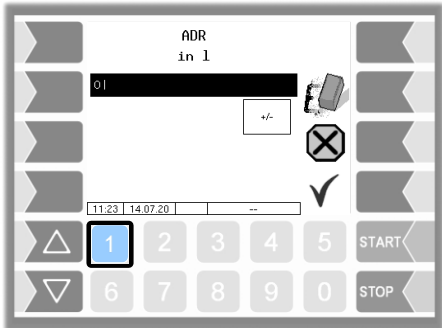 ADR
in l
0
+/-
11:23 14.07.20 --
1 2 3 4 5 START
6 7 8 9 0 STOP